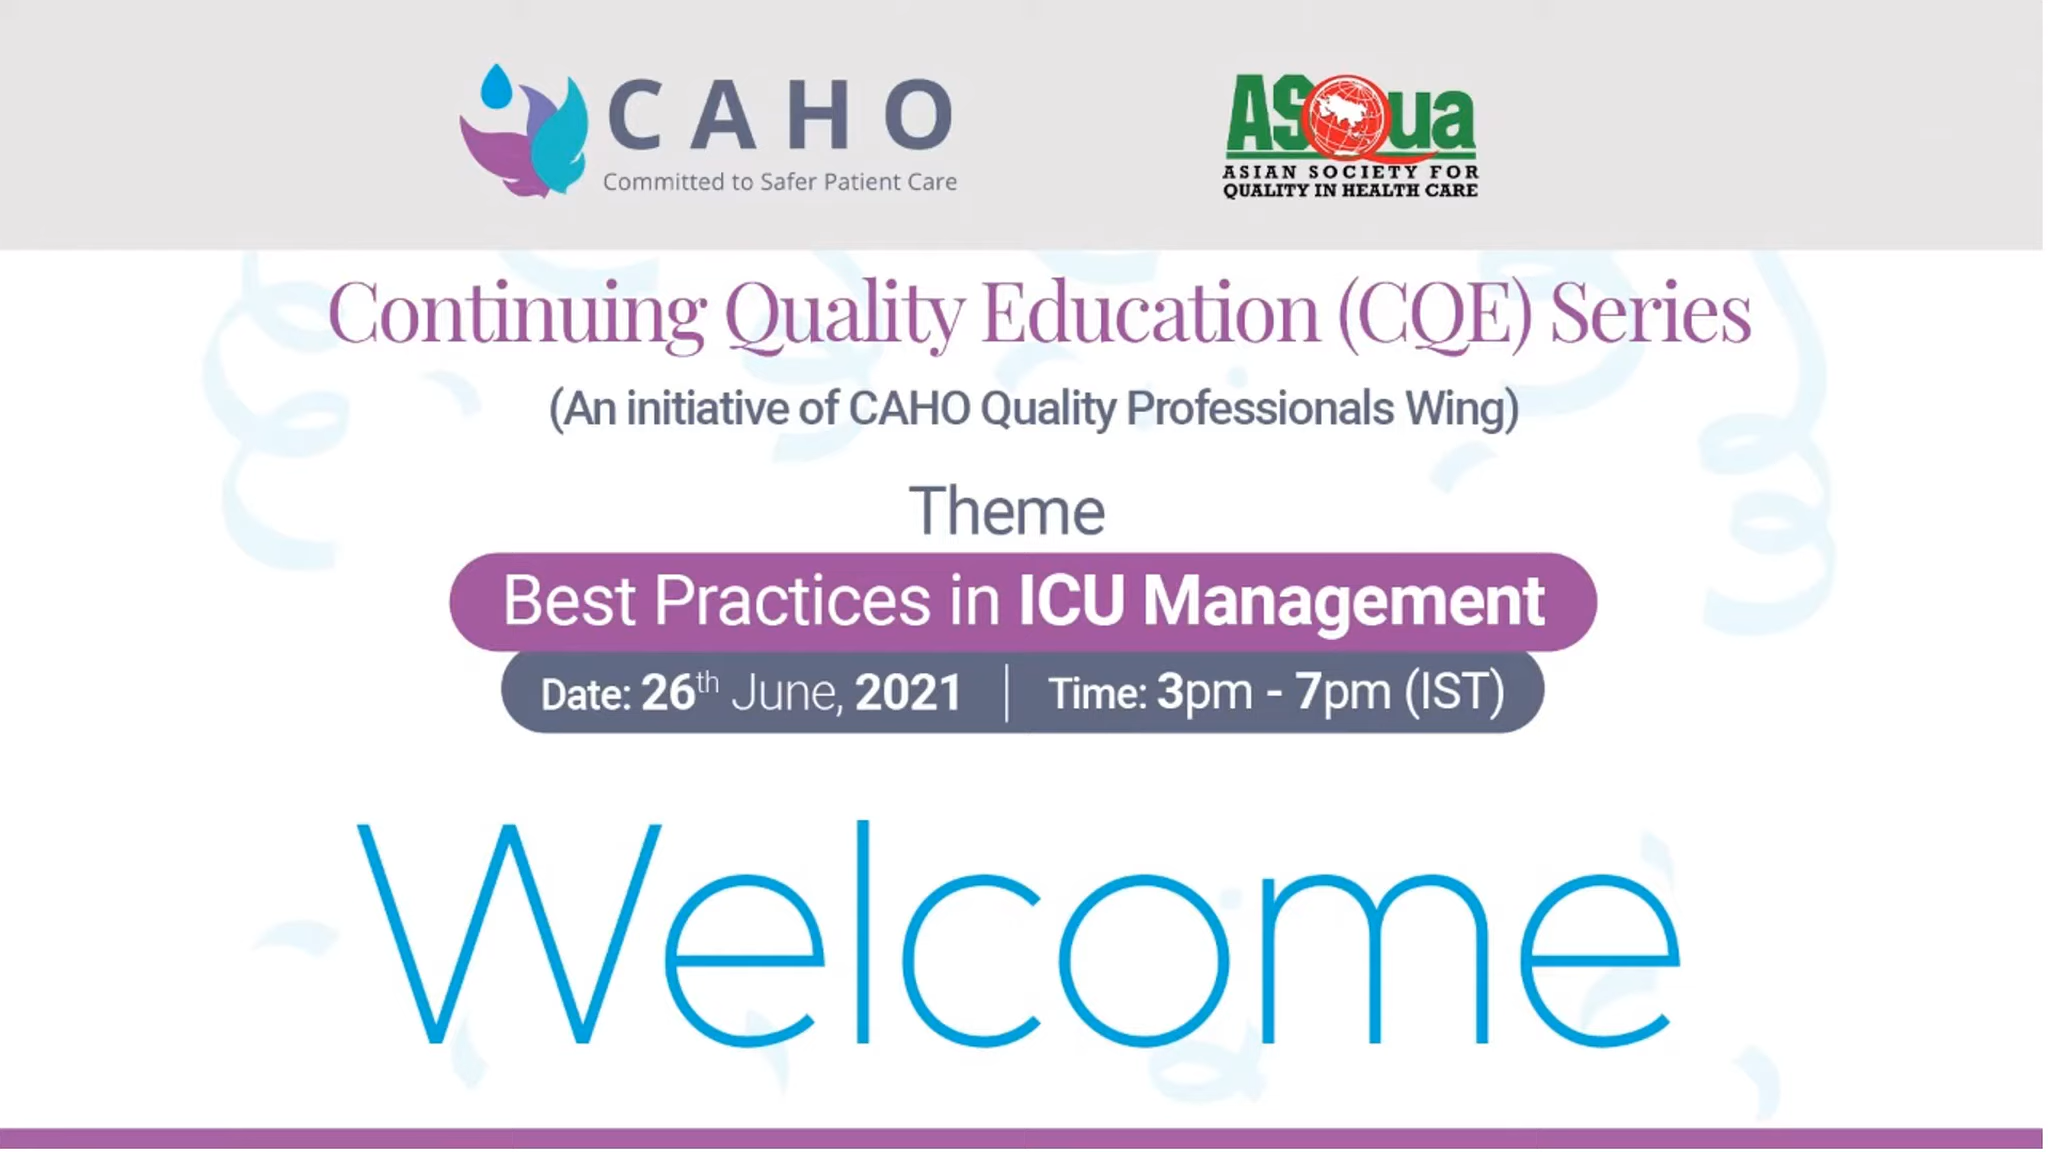 CAHO
Committed to Safer Patient Care
ASQua
ASIAN SOCIETY FOR
QUALITY IN HEALTH CARE
Continuing Quality Education (CQE) Series
(An initiative of CAHO Quality Professionals Wing)
Theme
Best Practices in ICU Management
Date: 26th June, 2021 | Time: 3pm - 7pm (IST)
Welcome